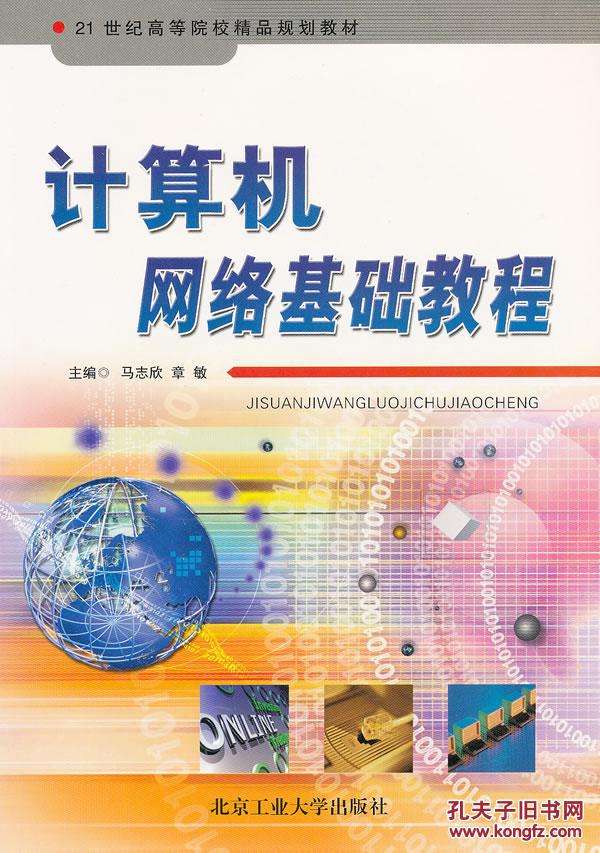 21世纪高等院校精品规划教材
计算机
网络基础教程
主编◎ 马志欣 章 敏
JISUANJIWANGLUOJICHUJIAOCHENG
ONLINE
北京工业大学出版社
孔夫子旧书网
www.kongfz.com